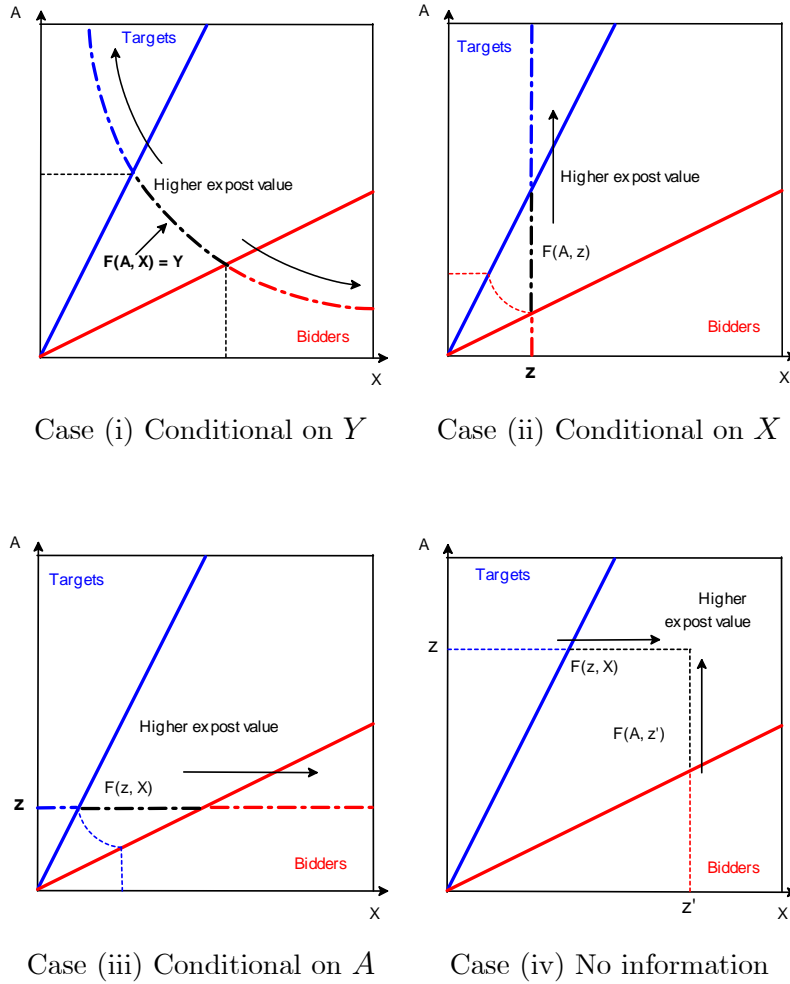 A
Targets
Higher expost value
F(A, X) = Y
Bidders
X
Case (i) Conditional on Y
A
Targets
Higher expost value
F(A, z)
Bidders
z
X
Case (ii) Conditional on X
A
Targets
Higher expost value
F(z, X)
z
Bidders
X
Case (iii) Conditional on A
A
Targets
Higher
expost value
z
F(z, X)
F(A, z')
Bidders
z'
X
Case (iv) No information